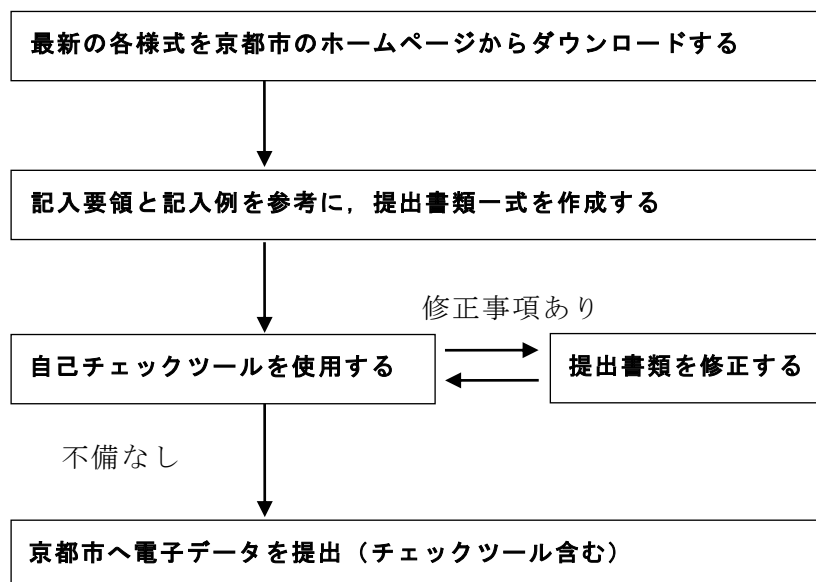 最新の各様式を京都市のホームページからダウンロードする
記入要領と記入例を参考に，提出書類一式を作成する
修正事項あり
自己チェックツールを使用する
提出書類を修正する
不備なし
京都市へ電子データを提出（チェックツール含む）